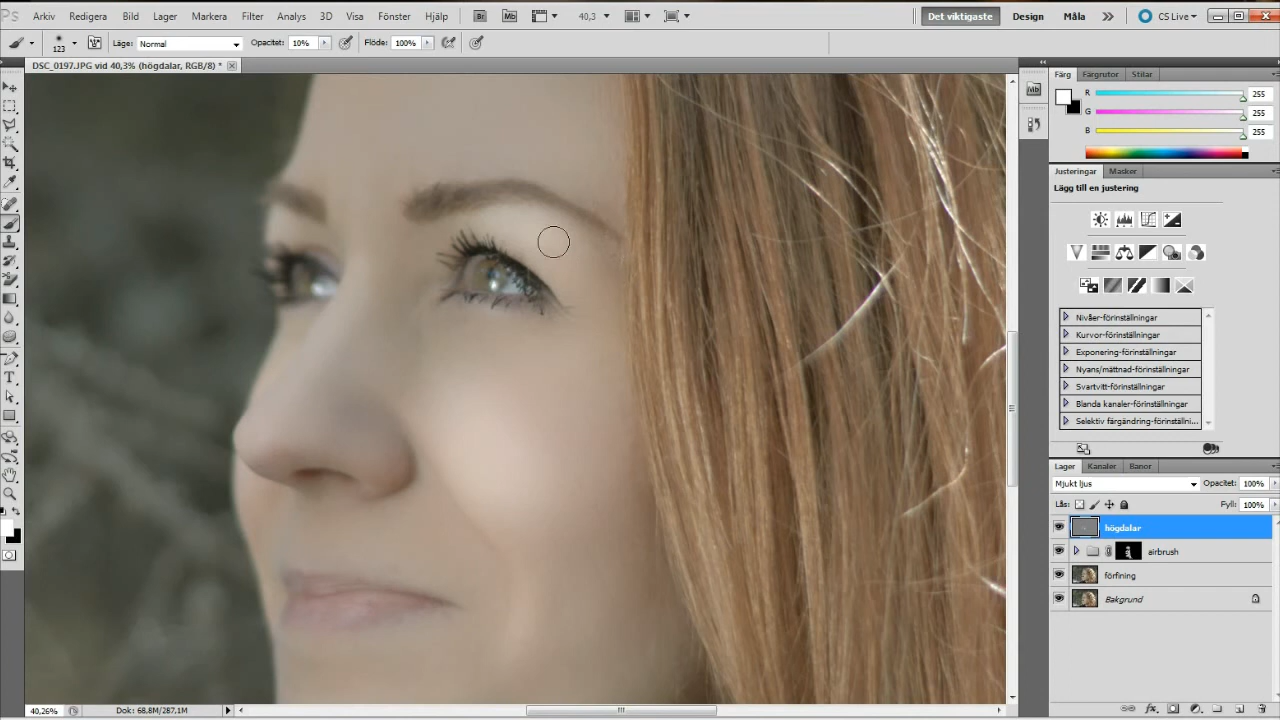 Ps Arkiv Redigera Bild Lager Markera Filter Analys 3D Visa Fönster Hjälp Br Mb 40,3 Det viktigaste Design Måla CS Live
123 Läge: Normal Opacitet: 10% Flöde: 100%
DSC_0197.JPG vid 40,3% (högdalar, RGB/8) *
Färg Färgrutor Stilar
R 255
G 255
B 255
Justeringar Masker
Lägg till en justering
Nivåer-förinställningar
Kurvor-förinställningar
Exponering-förinställningar
Nyans/mättnad-förinställningar
Svartvitt-förinställningar
Blanda kanaler-förinställningar
Selektiv färgändring-förinställni...
Lager Kanaler Banor
Mjukt ljus Opacitet: 100%
Lås: Fyll: 100%
högdalar
airbrush
förfining
Bakgrund
40,26% Dok: 68,8M/287,1M